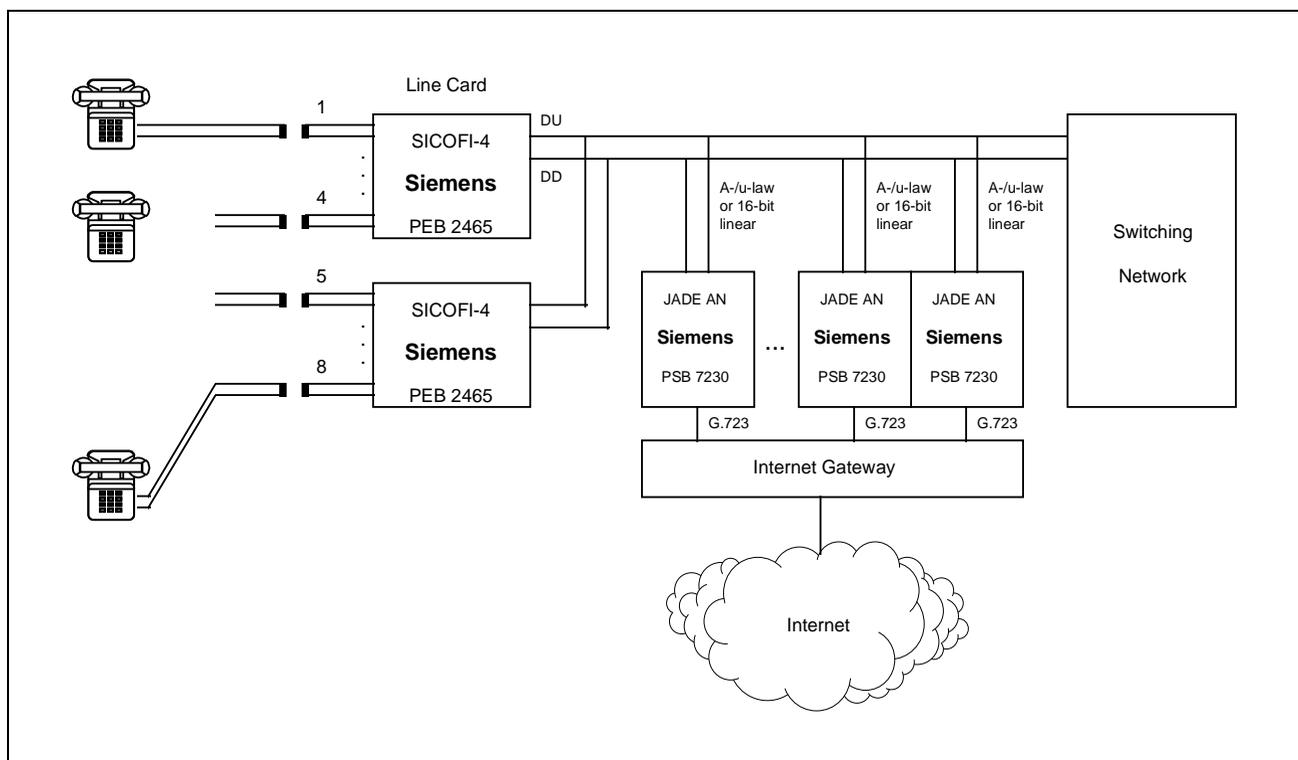 Line Card
1
SICOFI-4
Siemens
PEB 2465
4
DU
DD
5
SICOFI-4
Siemens
PEB 2465
8
A-/u-law
or 16-bit
linear
A-/u-law
or 16-bit
linear
A-/u-law
or 16-bit
linear
JADE AN
Siemens
PSB 7230
...
JADE AN
Siemens
PSB 7230
JADE AN
Siemens
PSB 7230
G.723
G.723
G.723
Internet Gateway
Internet
Switching
Network